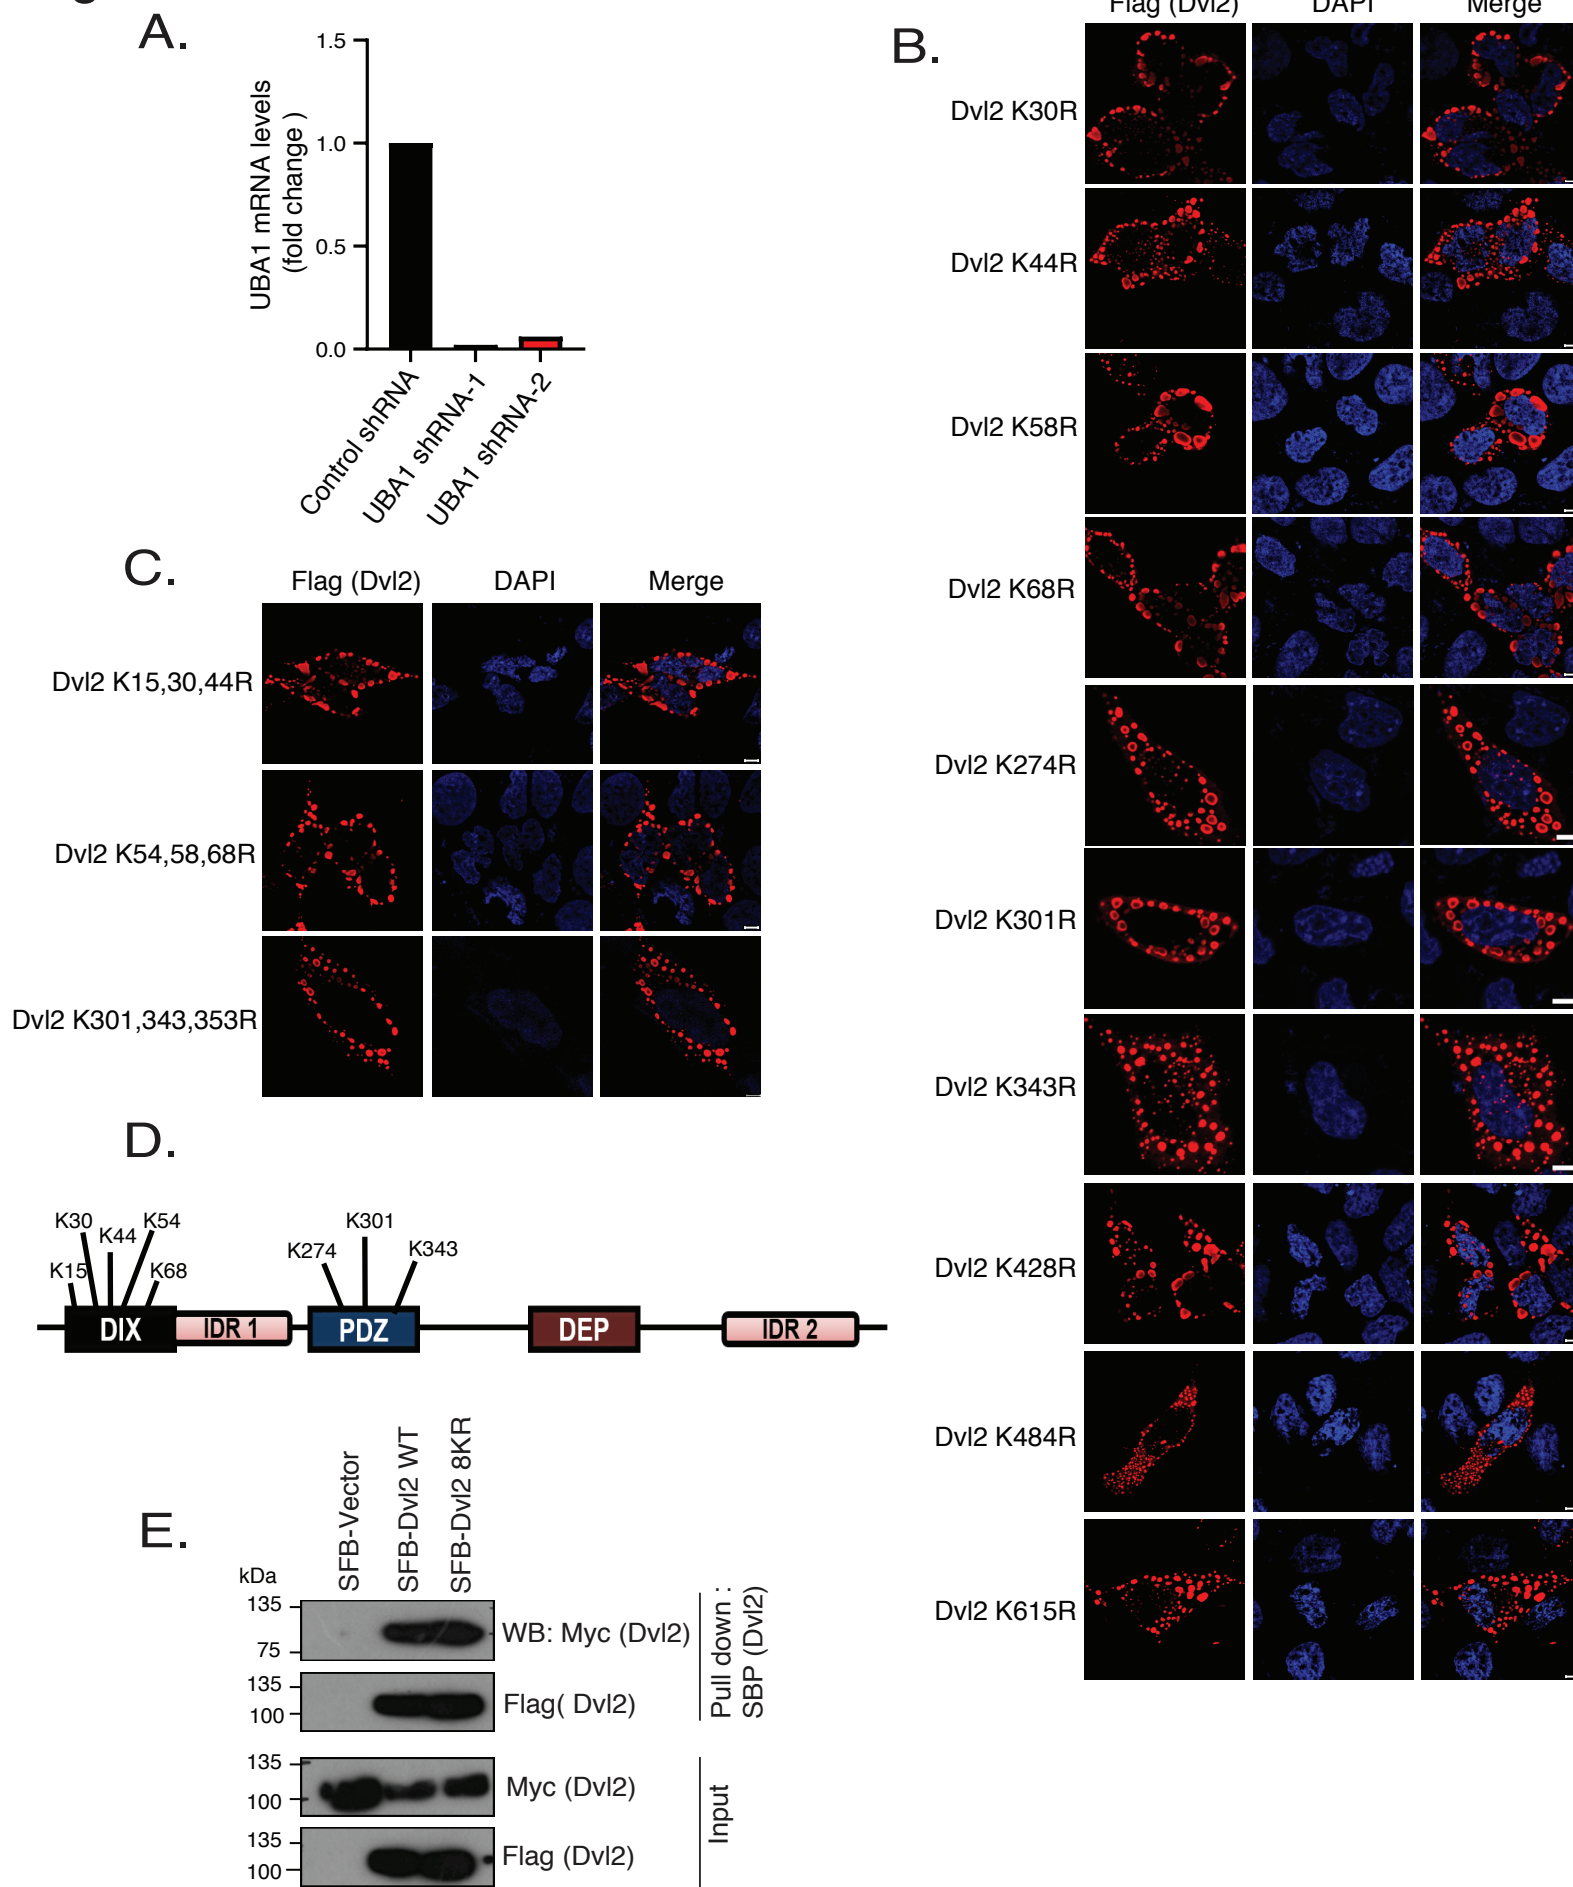 A.
1.5
1.0
0.5
0.0
UBA1 mRNA levels
(fold change )
Control shRNA
UBA1 shRNA-1
UBA1 shRNA-2
B.
Flag (Dvl2) DAPI Merge
Dvl2 K30R
Dvl2 K44R
Dvl2 K58R
Dvl2 K68R
Dvl2 K274R
Dvl2 K301R
Dvl2 K343R
Dvl2 K428R
Dvl2 K484R
Dvl2 K615R
C.
Flag (Dvl2) DAPI Merge
Dvl2 K15,30,44R
Dvl2 K54,58,68R
Dvl2 K301,343,353R
D.
K30 K54 K301
K44 K274 K343
K15 K68
DIX IDR 1 PDZ DEP IDR 2
E.
SFB-Vector
SFB-Dvl2 WT
SFB-Dvl2 8KR
kDa
135
75
WB: Myc (Dvl2)
135
100
Flag( Dvl2)
Pull down :
SBP (Dvl2)
135
100
Myc (Dvl2)
135
100
Flag (Dvl2)
Input